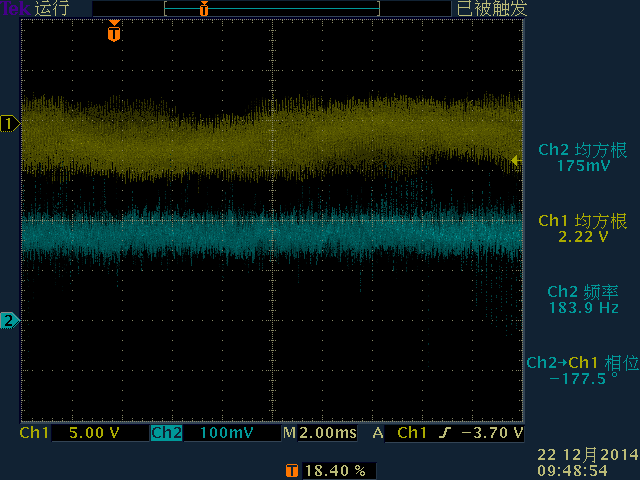 Tek 运行
已被触发
T
T
1
2
Ch2 均方根
175mV
Ch1 均方根
2.22 V
Ch2 频率
183.9 Hz
Ch2→Ch1 相位
−177.5 °
Ch1 5.00 V Ch2 100mV M 2.00ms A Ch1 −3.70 V
T 18.40 %
22 12月 2014
09:48:54